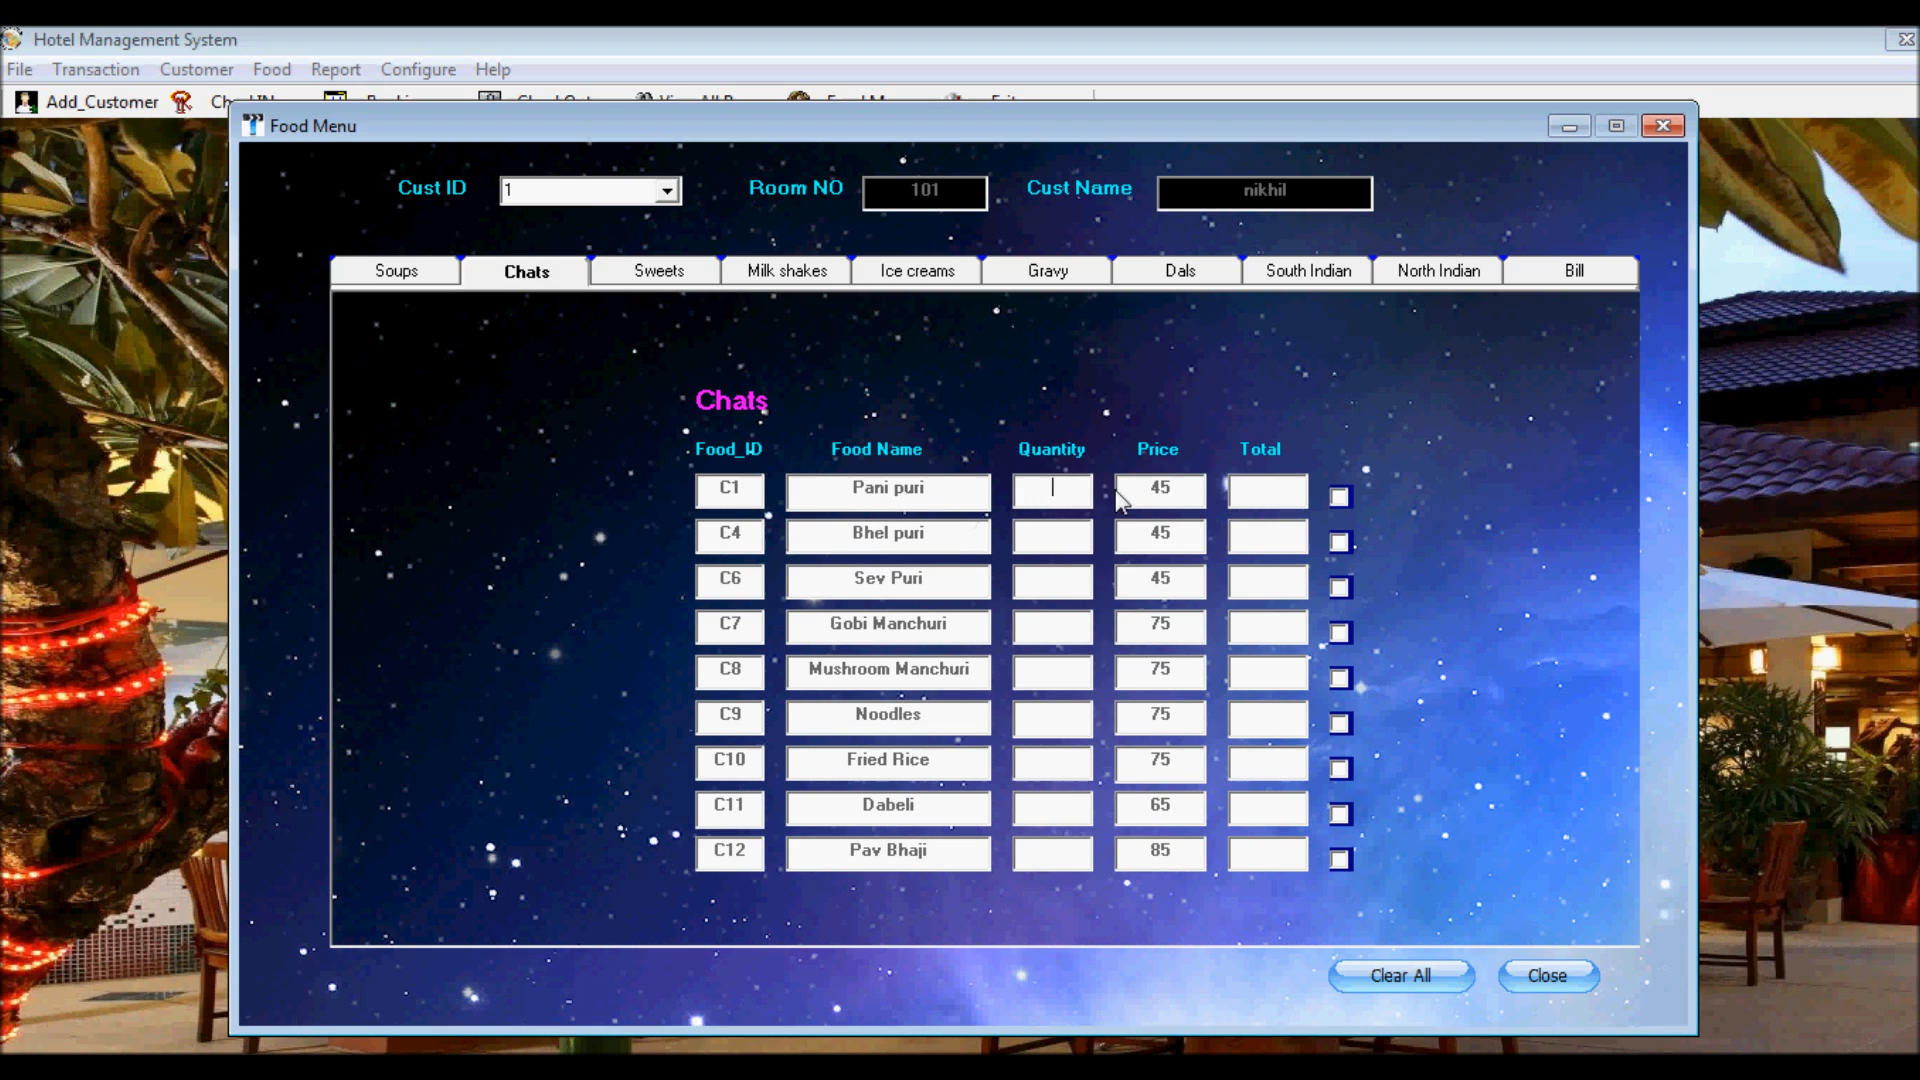 Hotel Management System
File Transaction Customer Food Report Configure Help
Add_Customer
Food Menu
Cust ID 1 Room NO 101 Cust Name nikhil
Soups Chats Sweets Milk shakes Ice creams Gravy Dals South Indian North Indian Bill
Chats
Food_ID Food Name Quantity Price Total
C1 Pani puri 45
C4 Bhel puri 45
C6 Sev Puri 45
C7 Gobi Manchuri 75
C8 Mushroom Manchuri 75
C9 Noodles 75
C10 Fried Rice 75
C11 Dabeli 65
C12 Pav Bhaji 85
Clear All Close